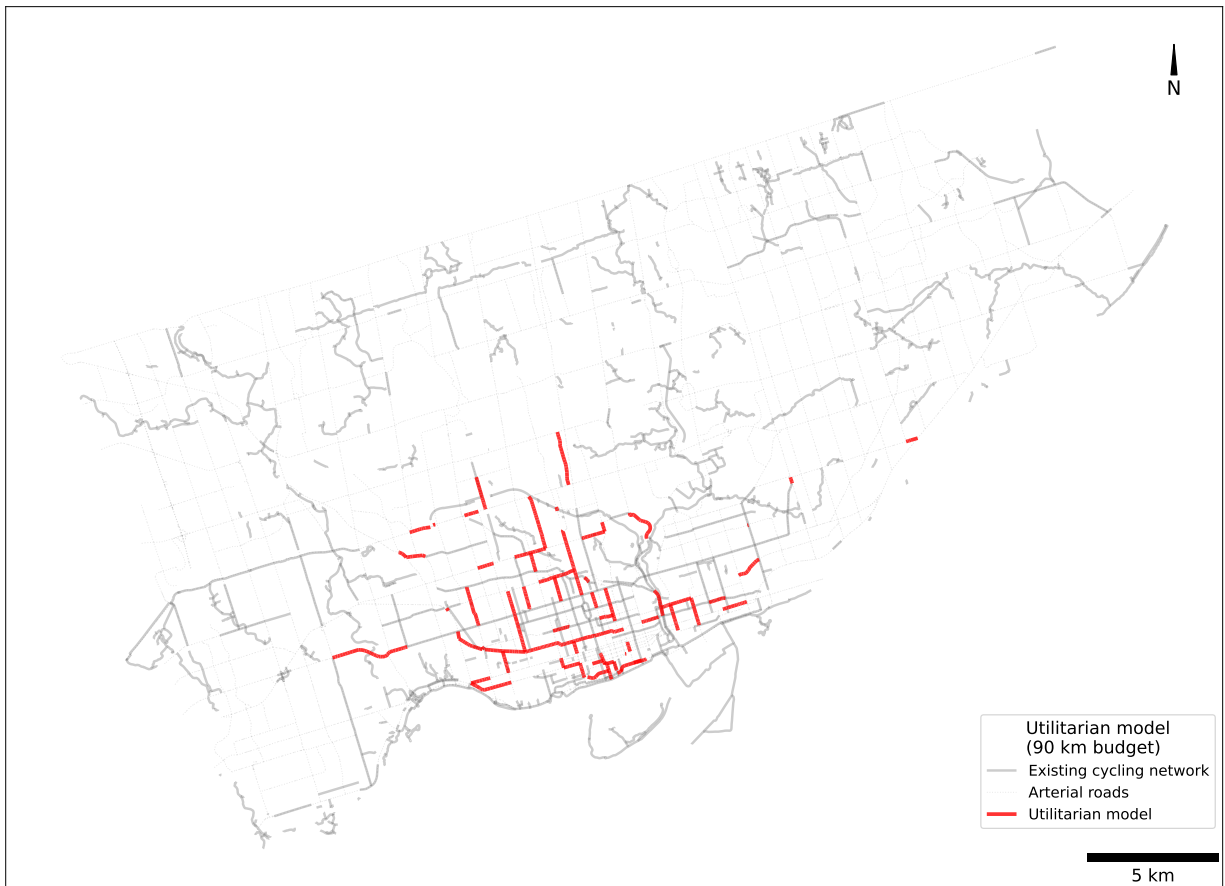 N
Utilitarian model
(90 km budget)
Existing cycling network
Arterial roads
Utilitarian model
5 km